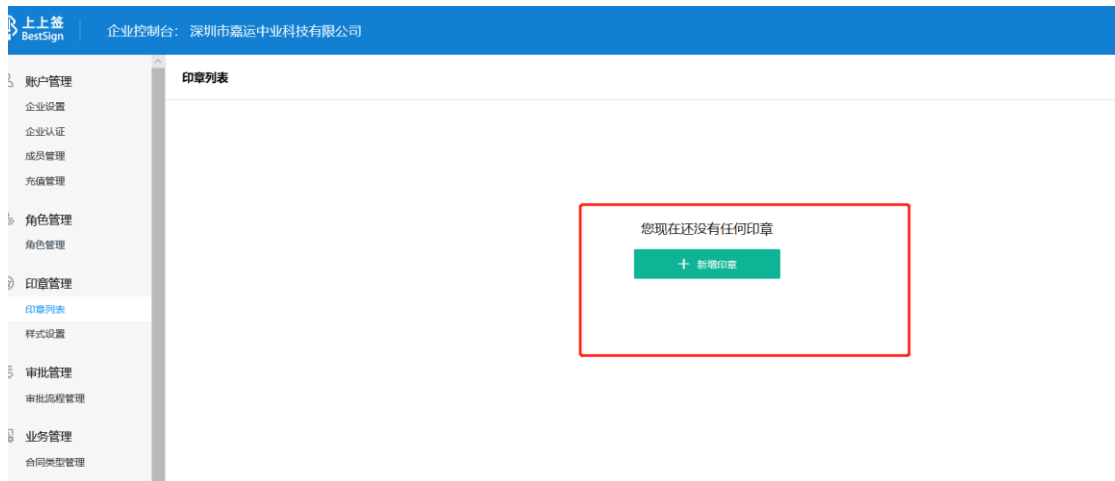 上上签
BestSign
企业控制台：深圳市嘉运中业科技有限公司
账户管理
企业设置
企业认证
成员管理
充值管理
角色管理
角色管理
印章管理
印章列表
样式设置
审批管理
审批流程管理
业务管理
合同类型管理
印章列表
您现在还没有任何印章
+ 新增印章